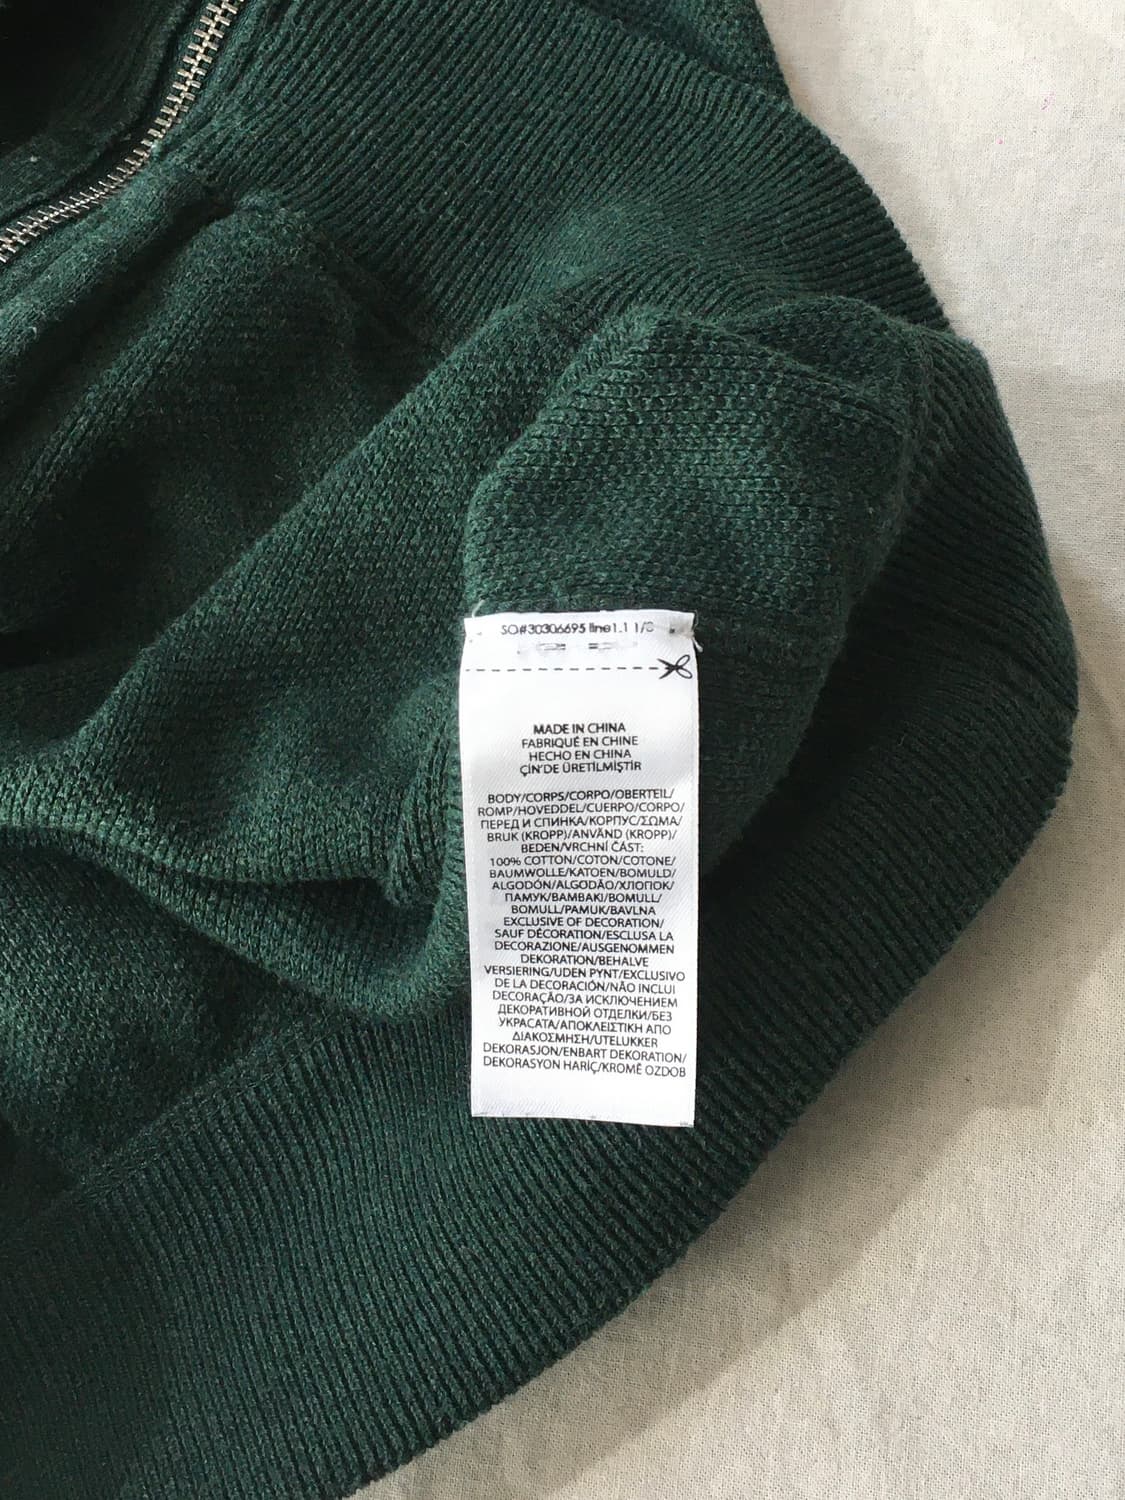 SO#30306695 line1.1 1/3
MADE IN CHINA
FABRIQUÉ EN CHINE
HECHO EN CHINA
ÇİN'DE ÜRETİLMİŞTİR
BODY/CORPS/CORPO/OBERTEIL/
ROMP/HOVEDDEL/CUERPO/CORPO/
ПЕРЕД И СПИНКА/КОРПУС/ΣΩΜΑ/
BRUK (KROPP)/ANVÄND (KROPP)/
BEDEN/VRCHNÍ ČÁST:
100% COTTON/COTON/COTONE/
BAUMWOLLE/KATOEN/BOMULD/
ALGODÓN/ALGODÃO/ХЛОПОК/
ПАМУК/ΒΑΜΒΑΚΙ/BOMULL/
BOMULL/PAMUK/BAVLNA
EXCLUSIVE OF DECORATION/
SAUF DÉCORATION/ESCLUSA LA
DECORAZIONE/AUSGENOMMEN
DEKORATION/BEHALVE
VERSIERING/UDEN PYNT/EXCLUSIVO
DE LA DECORACIÓN/NÃO INCLUI
DECORAÇÃO/ЗА ИСКЛЮЧЕНИЕМ
ДЕКОРАТИВНОЙ ОТДЕЛКИ/БЕЗ
УКРАСАТА/ΑΠΟΚΛΕΙΣΤΙΚΗ ΑΠΟ
ΔΙΑΚΟΣΜΗΣΗ/UTELUKKER
DEKORASJON/ENBART DEKORATION/
DEKORASYON HARİÇ/KROMĚ OZDOB